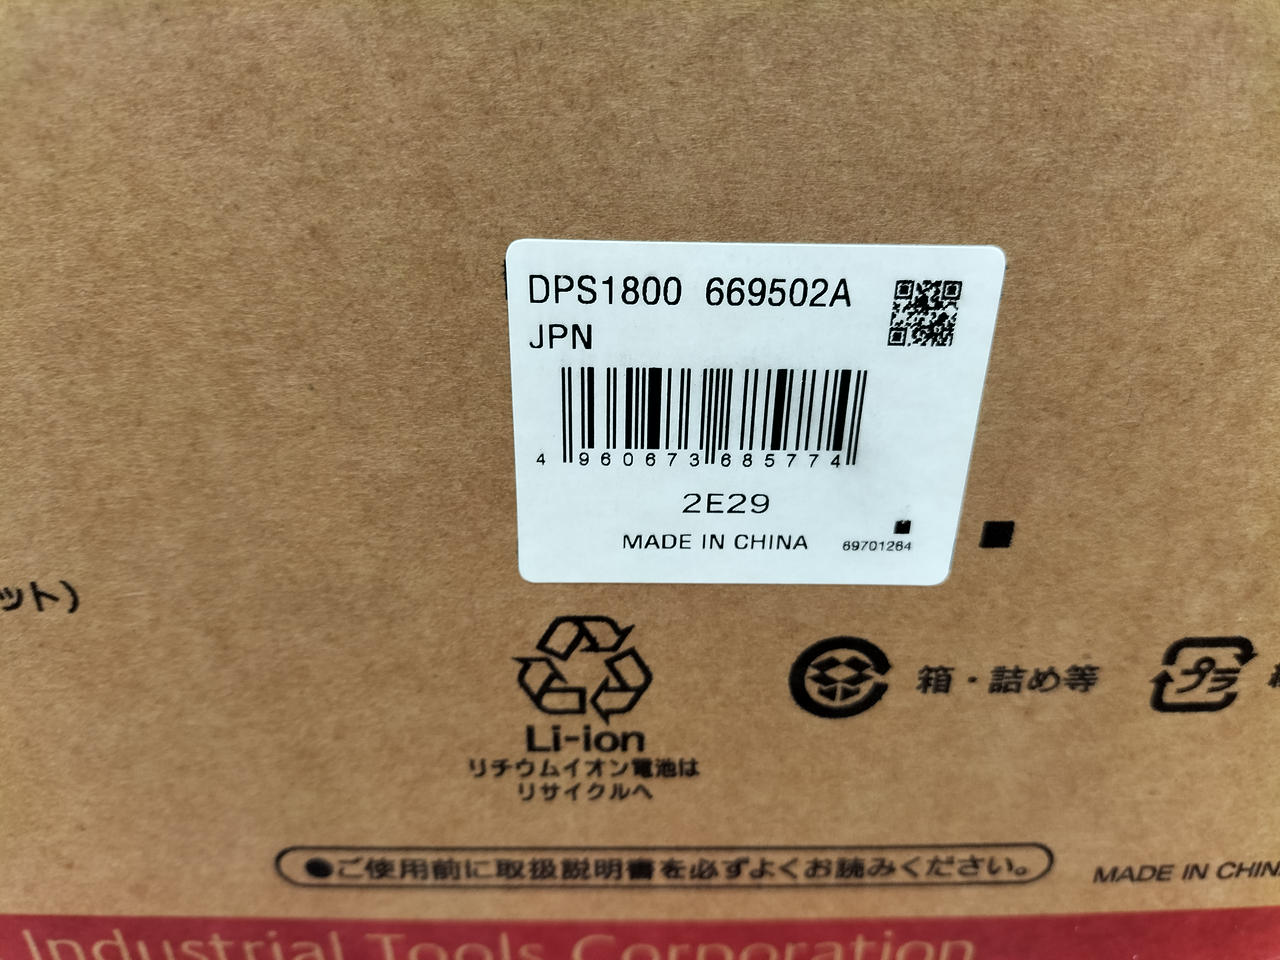 DPS1800 669502A
JPN
4 960673 685774
2E29
MADE IN CHINA
69701264
ット)
Li-ion
リチウムイオン電池は
リサイクルへ
箱・詰め等
プラ
●ご使用前に取扱説明書を必ずよくお読みください。
MADE IN CHIN
Industrial Tools Corporation